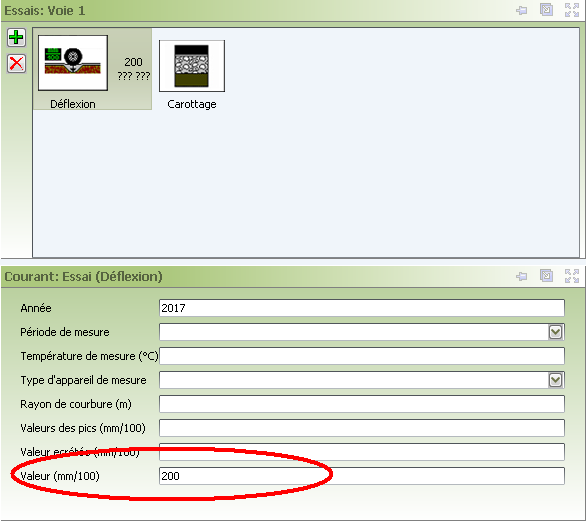 Essais: Voie 1
200
??? ???
Déflexion
Carottage
Courant: Essai (Déflexion)
Année 2017
Période de mesure
Température de mesure (°C)
Type d'appareil de mesure
Rayon de courbure (m)
Valeurs des pics (mm/100)
Valeur ecrétée (mm/100)
Valeur (mm/100) 200